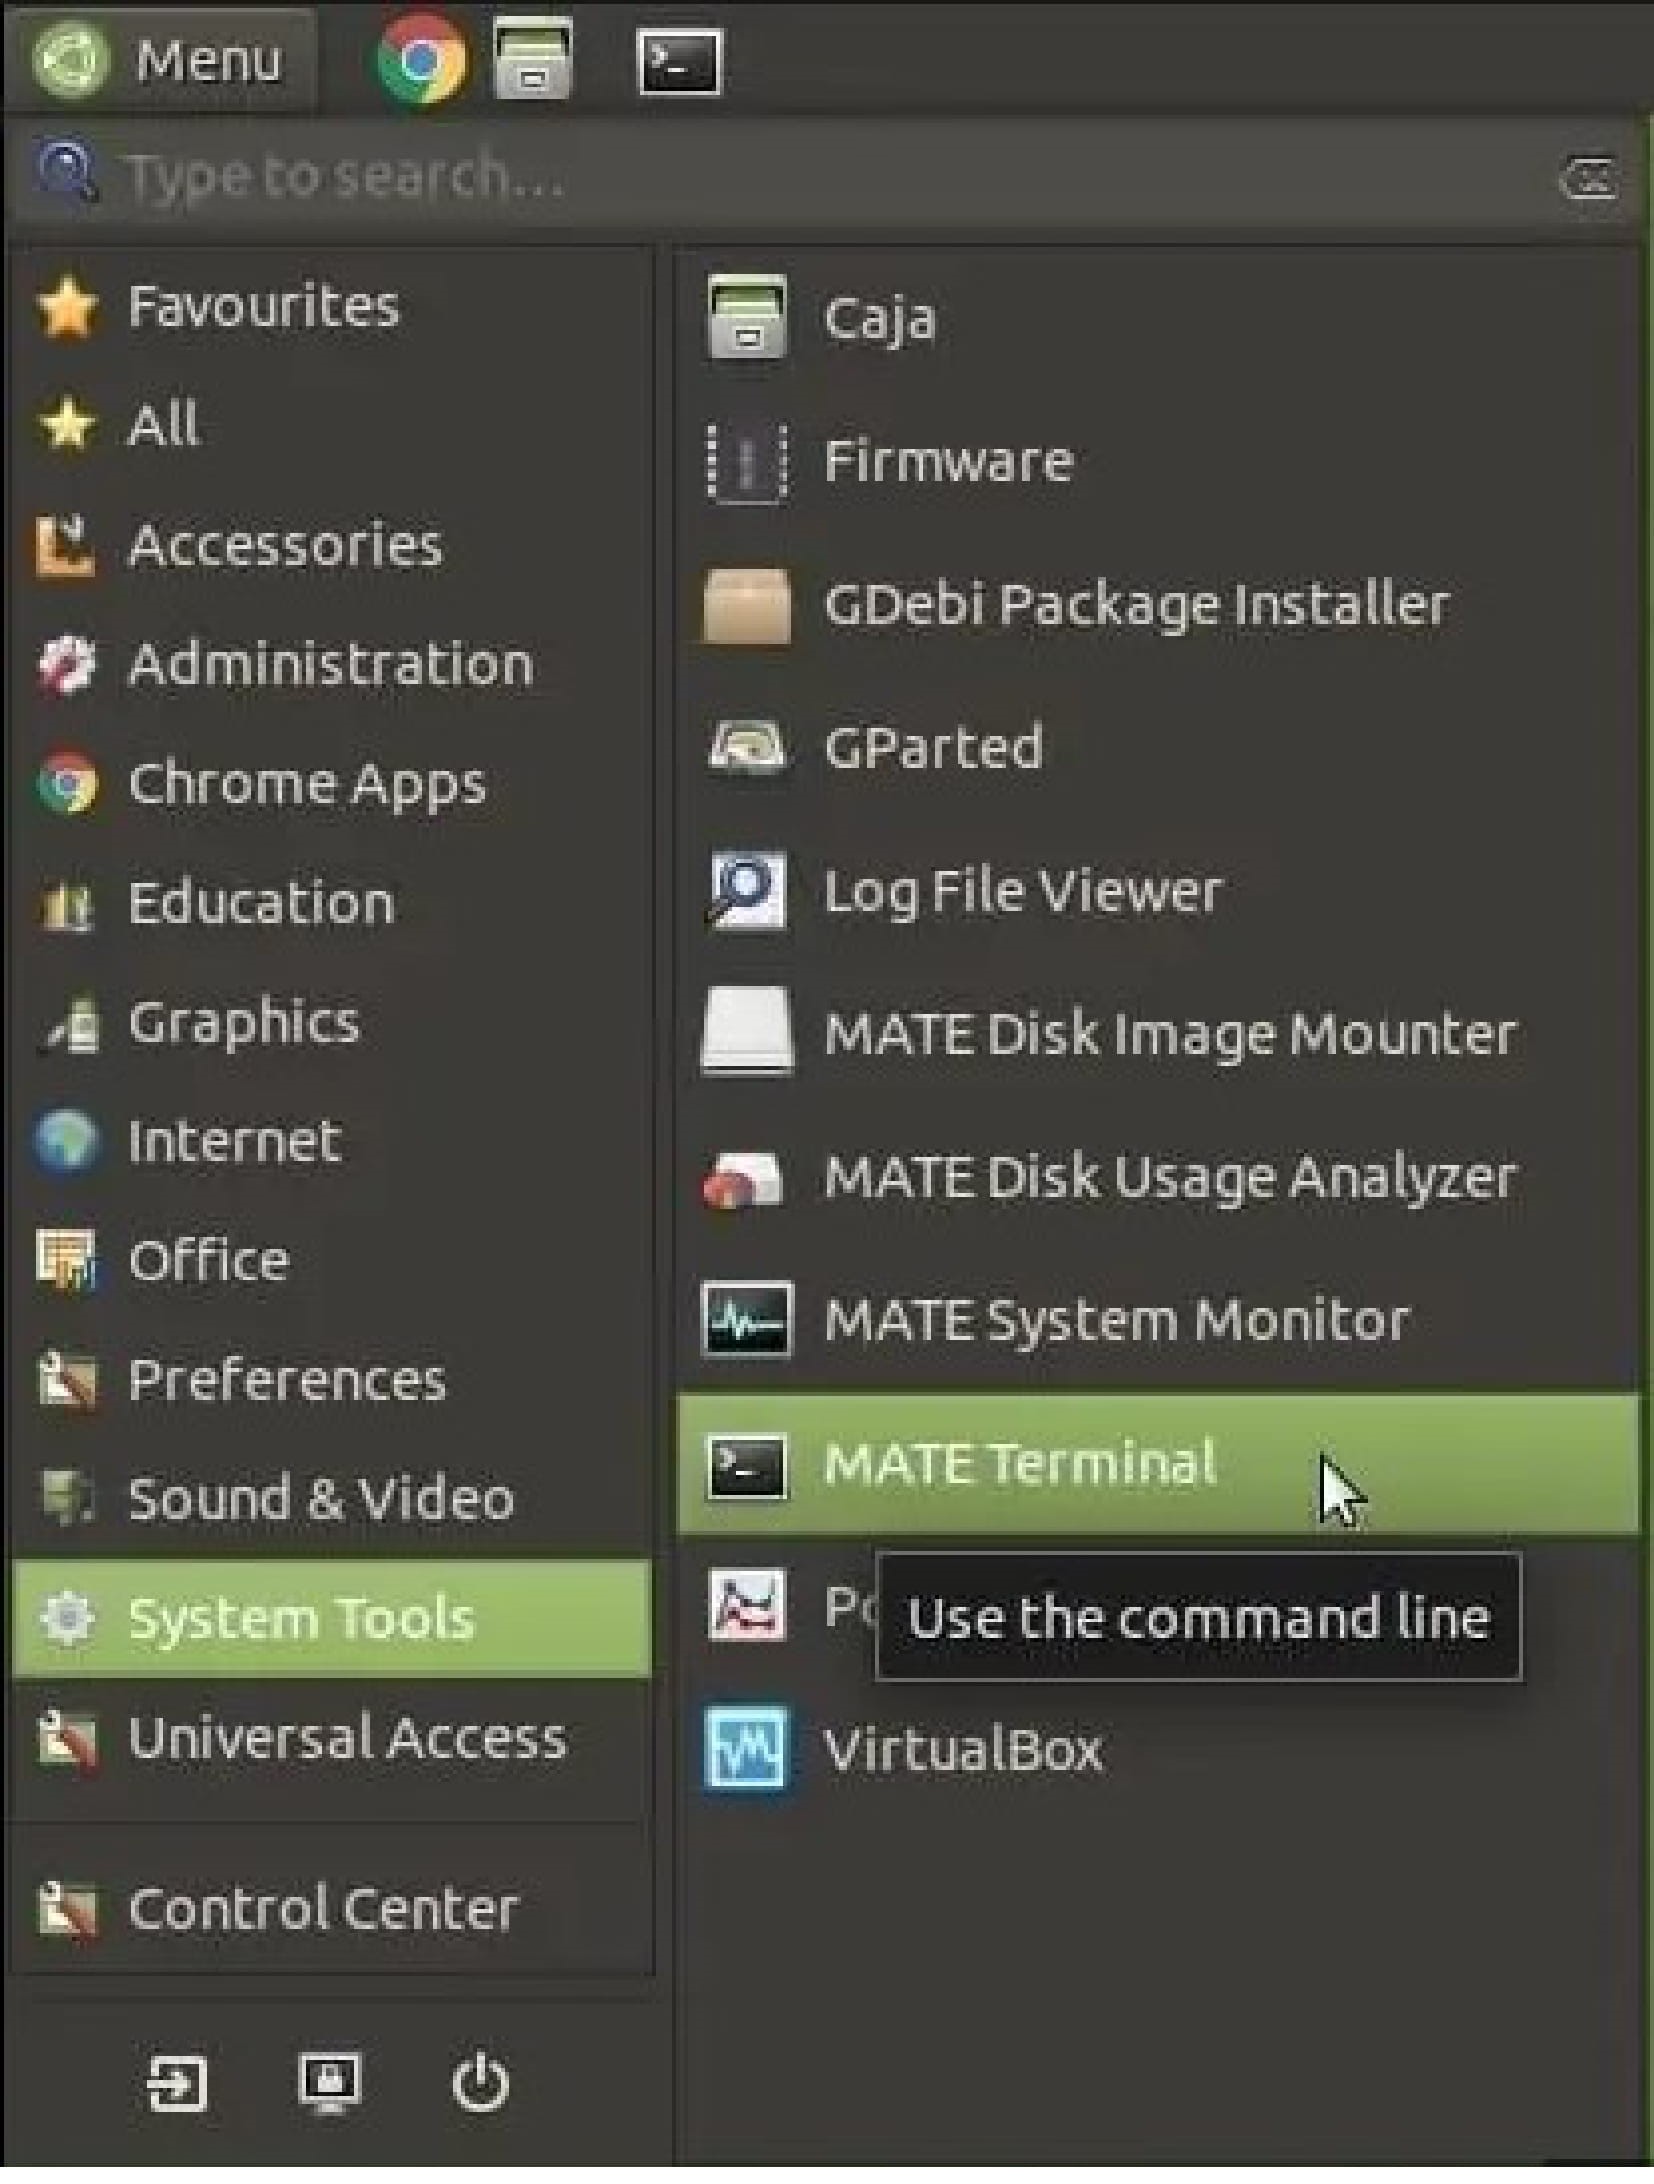 Menu
Type to search...
Favourites
All
Accessories
Administration
Chrome Apps
Education
Graphics
Internet
Office
Preferences
Sound & Video
System Tools
Universal Access
Control Center
Caja
Firmware
GDebi Package Installer
GParted
Log File Viewer
MATE Disk Image Mounter
MATE Disk Usage Analyzer
MATE System Monitor
MATE Terminal
Use the command line
VirtualBox